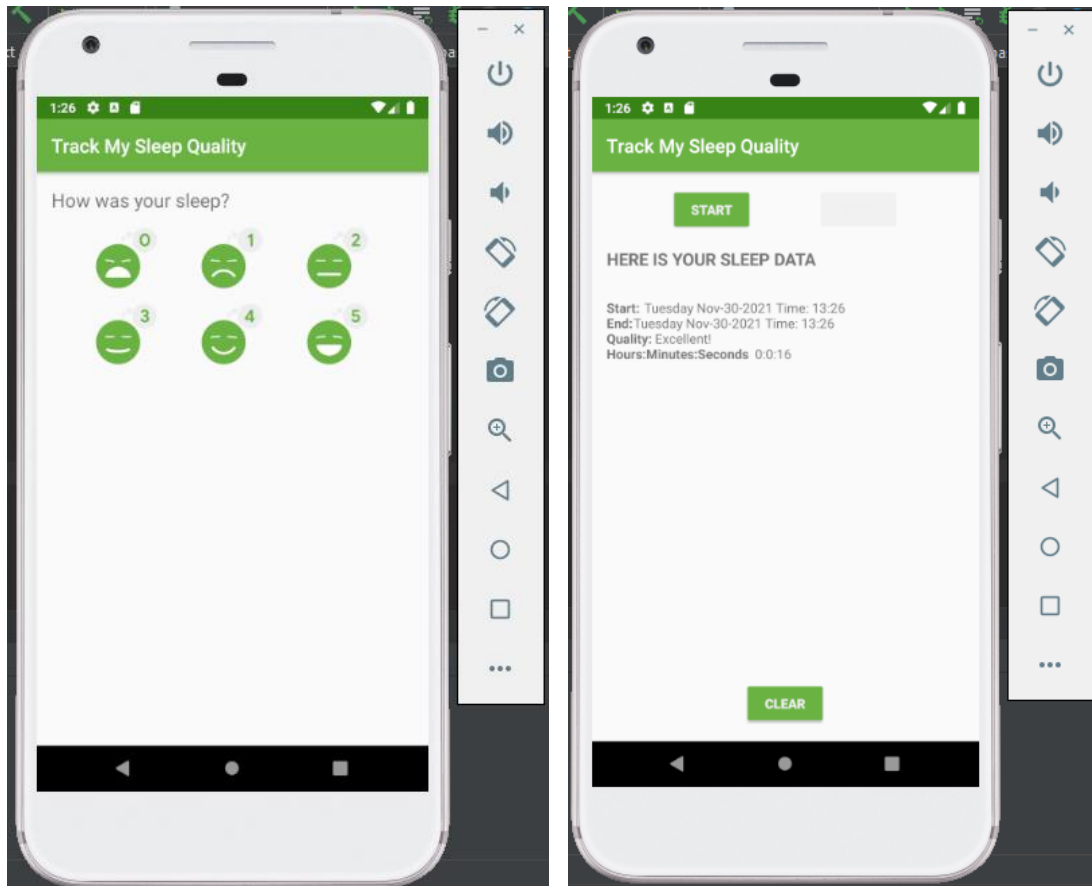 1:26
Track My Sleep Quality
How was your sleep?
0 1 2
3 4 5
1:26
Track My Sleep Quality
START
HERE IS YOUR SLEEP DATA
Start: Tuesday Nov-30-2021 Time: 13:26
End:Tuesday Nov-30-2021 Time: 13:26
Quality: Excellent!
Hours:Minutes:Seconds 0:0:16
CLEAR